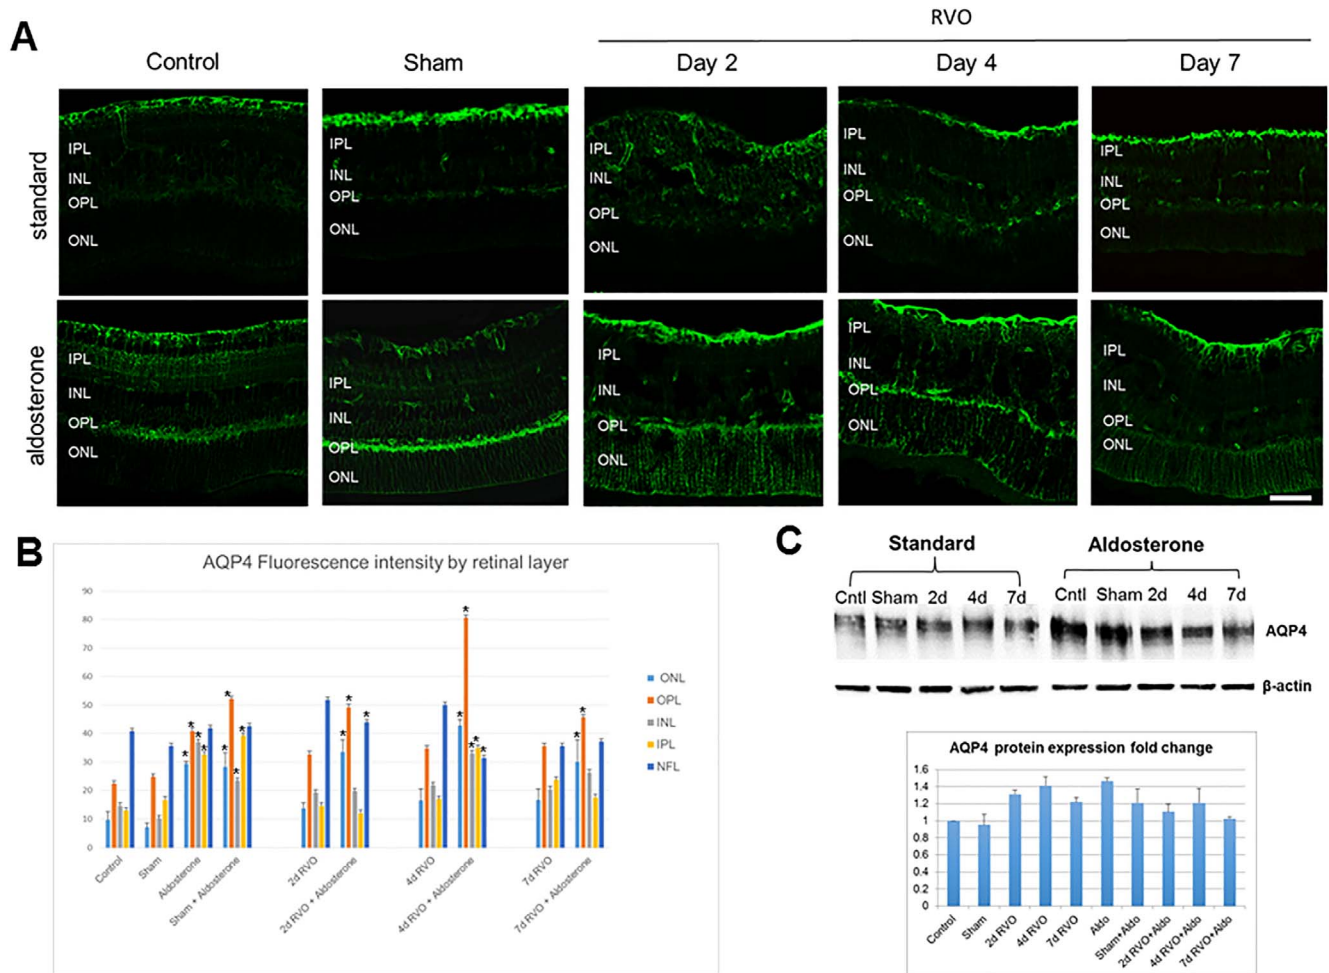 RVO
A
Control Sham Day 2 Day 4 Day 7
standard
IPL INL OPL ONL
IPL INL OPL ONL
IPL INL OPL ONL
IPL INL OPL ONL
IPL INL OPL ONL
aldosterone
IPL INL OPL ONL
IPL INL OPL ONL
IPL INL OPL ONL
IPL INL OPL ONL
IPL INL OPL ONL
B
AQP4 Fluorescence intensity by retinal layer
90
80
70
60
50
40
30
20
10
0
* * * * * * * * * * * * * * * * * *
ONL
OPL
INL
IPL
NFL
Control Sham Aldosterone Sham + Aldosterone 2d RVO 2d RVO + Aldosterone 4d RVO 4d RVO + Aldosterone 7d RVO 7d RVO + Aldosterone
C
Standard Aldosterone
Cntl Sham 2d 4d 7d Cntl Sham 2d 4d 7d
AQP4
β-actin
AQP4 protein expression fold change
1.6
1.4
1.2
1
0.8
0.6
0.4
0.2
0
Control Sham 2d RVO 4d RVO 7d RVO Aldo Sham+Aldo 2d RVO+Aldo 4d RVO+Aldo 7d RVO+Aldo